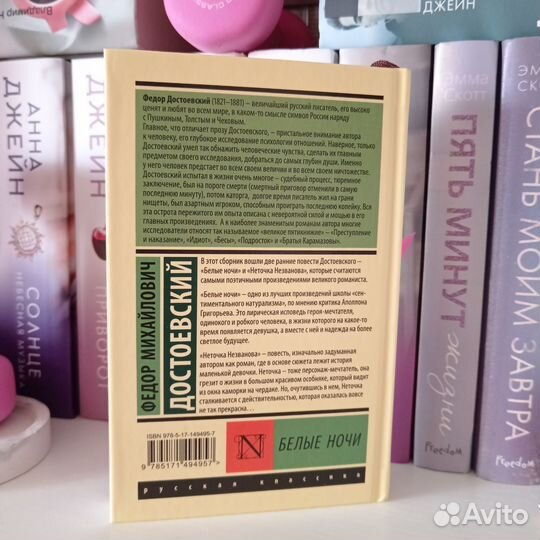 Владимир Н
ДЖЕЙН
АННА
ДЖЕЙН
СОЛНЦЕ
НЕБЕСНАЯ МУЗЫКА
ПРИВОРОТ
Федор Достоевский (1821–1881) – величайший русский писатель, его высоко
ценят и любят во всем мире, в каком-то смысле символ России наряду
с Пушкиным, Толстым и Чеховым.
Главное, что отличает прозу Достоевского, – пристальное внимание автора
к человеку, его глубокое исследование психологии отношений. Наверное, только
Достоевский умел так обнажить человеческие чувства, сделать их главным
предметом своего исследования, добраться до самых глубин души. Именно
у него человек предстает во всем своем величии и во всем своем ничтожестве.
Достоевский испытал в жизни очень многое – судебный процесс, тюремное
заключение, был на пороге смерти (смертный приговор отменили в самую
последнюю минуту), потом каторга, долгое время писатель жил на грани
нищеты, был азартным игроком, способным проиграть последнюю копейку. Вся
эта острота пережитого им опыта описана с невероятной силой и мощью в его
главных произведениях. А к наиболее знаменитым романам автора многие
исследователи относят так называемое «великое пятикнижие» – «Преступление
и наказание», «Идиот», «Бесы», «Подросток» и «Братья Карамазовы».
ФЕДОР МИХАЙЛОВИЧ
ДОСТОЕВСКИЙ
В этот сборник вошли две ранние повести Достоевского –
«Белые ночи» и «Неточка Незванова», которые считаются
самыми поэтичными произведениями великого романиста.
«Белые ночи» – одно из лучших произведений школы «сен-
тиментального натурализма», по мнению критика Аполлона
Григорьева. Это лирическая исповедь героя-мечтателя,
одинокого и робкого человека, в жизни которого на какое-то
время появляется девушка, а вместе с ней и надежда на более
светлое будущее.
«Неточка Незванова» – повесть, изначально задуманная
автором как роман, где в основе сюжета лежит история
маленькой девочки. Неточка – тоже персонаж-мечтатель, она
грезит о жизни в большом красивом особняке, который видит
из окна каморки на чердаке. Но, очутившись в нем, Неточка
сталкивается с действительностью, которая оказалась вовсе
не так прекрасна…
ISBN 978-5-17-149495-7
9 785171 494957 >
N
БЕЛЫЕ НОЧИ
русская классика
Эмма
Скотт
ПЯТЬ МИНУТ
жизни
Freedom
ЭММА
СКОТТ
СТАНЬ МОИМ ЗАВТРА
Freedom
Avito